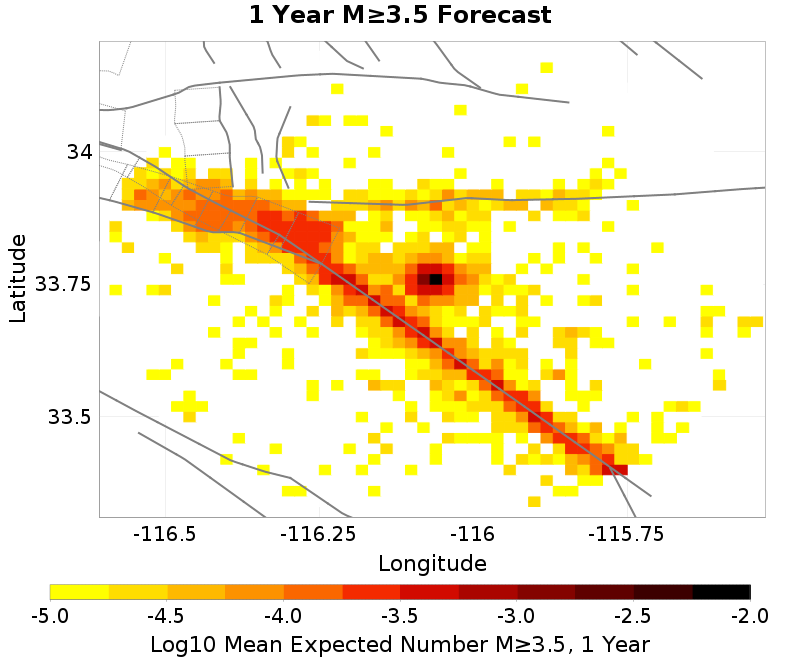 1 Year M≥3.5 Forecast
Latitude
34
33.75
33.5
-116.5 -116.25 -116 -115.75
Longitude
-5.0 -4.5 -4.0 -3.5 -3.0 -2.5 -2.0
Log10 Mean Expected Number M≥3.5, 1 Year